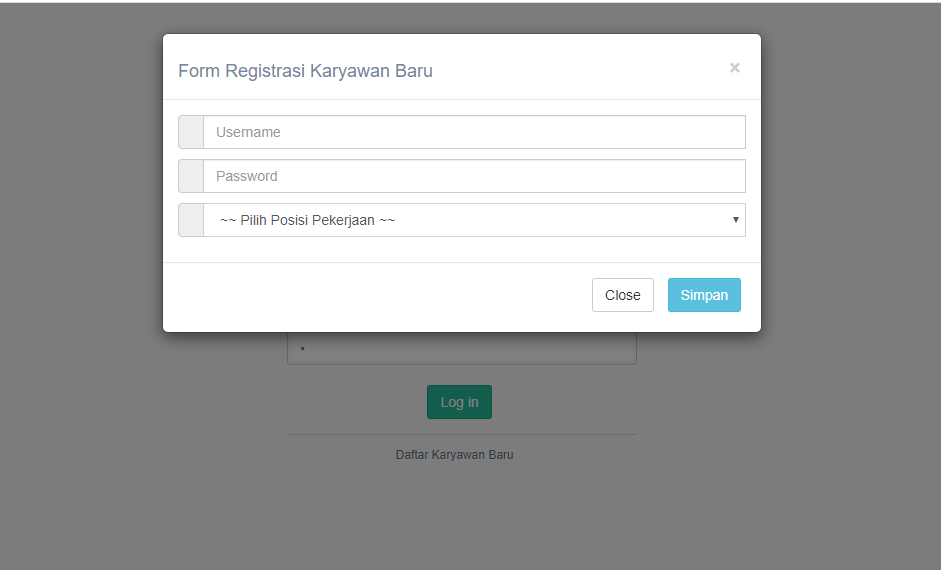 Form Registrasi Karyawan Baru
×
Username
Password
~~ Pilih Posisi Pekerjaan ~~
Close
Simpan
Log in
Daftar Karyawan Baru